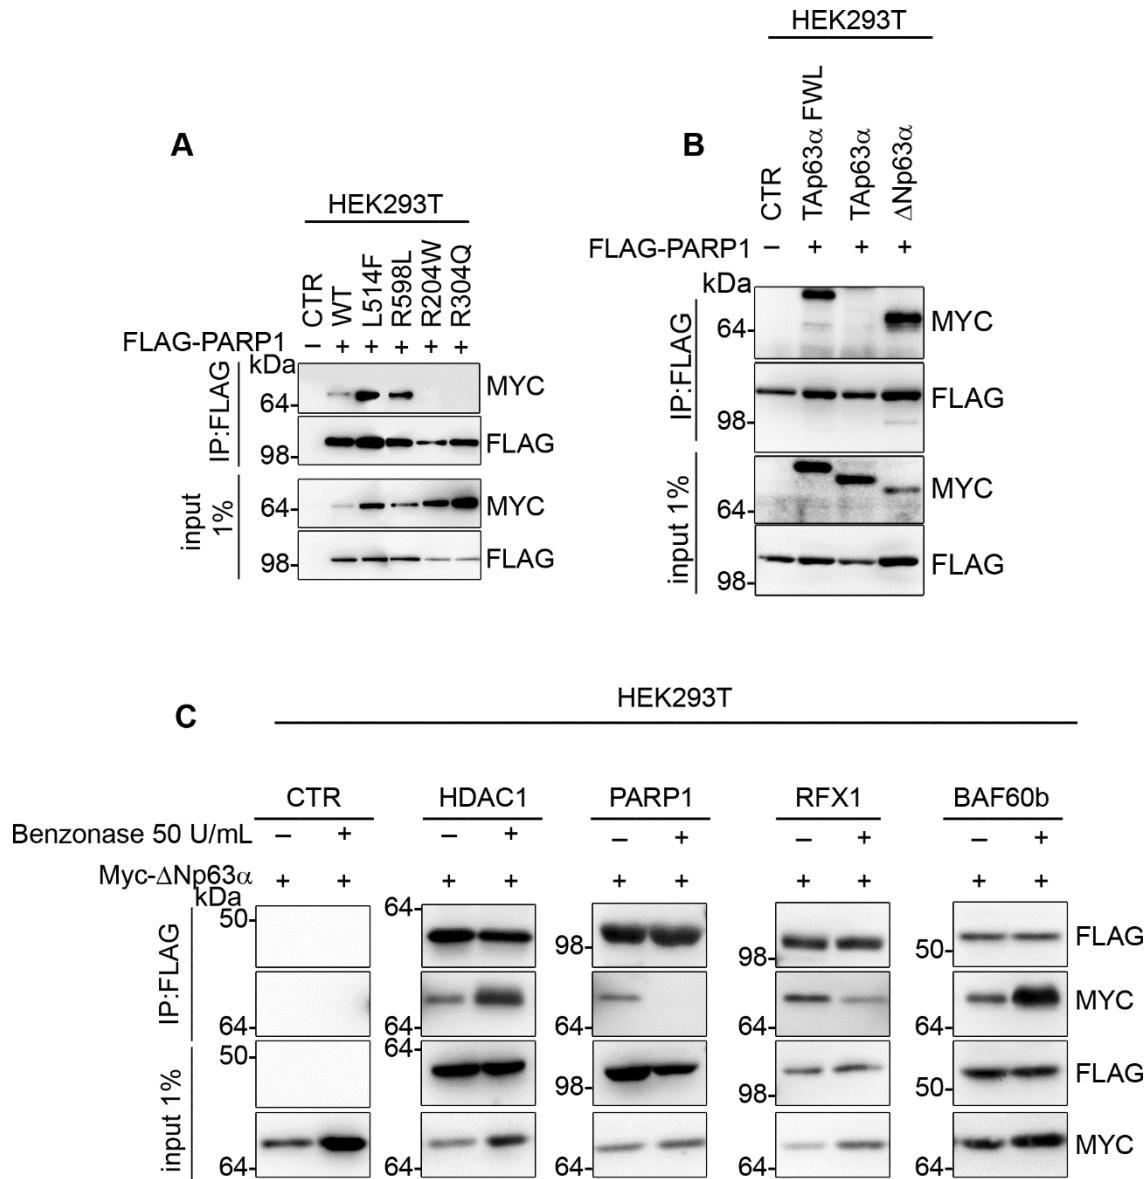 A
HEK293T
CTR WT L514F R598L R204W R304Q
FLAG-PARP1 – + + + + +
kDa
IP:FLAG
64- MYC
98- FLAG
input 1%
64- MYC
98- FLAG
B
HEK293T
CTR TAp63α FWL TAp63α ΔNp63α
FLAG-PARP1 – + + +
kDa
IP:FLAG
64- MYC
98- FLAG
input 1%
64- MYC
98- FLAG
C
HEK293T
CTR HDAC1 PARP1 RFX1 BAF60b
Benzonase 50 U/mL – + – + – + – + – +
Myc-ΔNp63α + + + + + + + + + +
kDa
IP:FLAG
50- 64- 98- 98- 50- FLAG
64- 64- 64- 64- 64- MYC
input 1%
50- 64- 98- 98- 50- FLAG
64- 64- 64- 64- 64- MYC